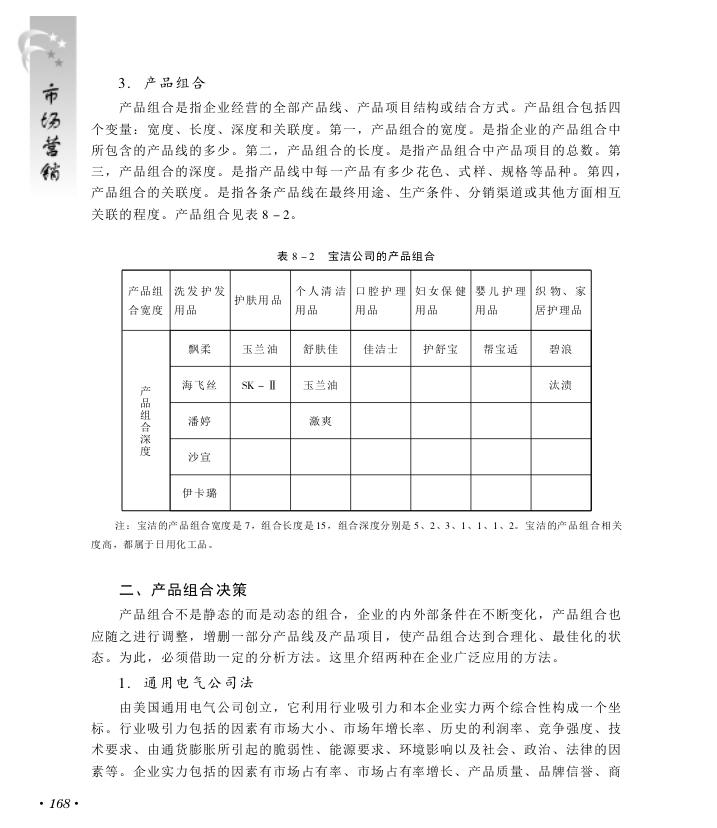 市场营销
3. 产品组合
产品组合是指企业经营的全部产品线、产品项目结构或结合方式。产品组合包括四
个变量：宽度、长度、深度和关联度。第一，产品组合的宽度。是指企业的产品组合中
所包含的产品线的多少。第二，产品组合的长度。是指产品组合中产品项目的总数。第
三，产品组合的深度。是指产品线中每一产品有多少花色、式样、规格等品种。第四，
产品组合的关联度。是指各条产品线在最终用途、生产条件、分销渠道或其他方面相互
关联的程度。产品组合见表 8－2。
表 8－2 宝洁公司的产品组合
产品组 洗发护发 护肤用品 个人清洁 口腔护理 妇女保健 婴儿护理 织物、家
合宽度 用品 用品 用品 用品 用品 居护理品
产品组合深度
飘柔 玉兰油 舒肤佳 佳洁士 护舒宝 帮宝适 碧浪
海飞丝 SK－Ⅱ 玉兰油 汰渍
潘婷 激爽
沙宣
伊卡璐
注：宝洁的产品组合宽度是 7，组合长度是 15，组合深度分别是 5、2、3、1、1、1、2。宝洁的产品组合相关
度高，都属于日用化工品。
二、产品组合决策
产品组合不是静态的而是动态的组合，企业的内外部条件在不断变化，产品组合也
应随之进行调整，增删一部分产品线及产品项目，使产品组合达到合理化、最佳化的状
态。为此，必须借助一定的分析方法。这里介绍两种在企业广泛应用的方法。
1. 通用电气公司法
由美国通用电气公司创立，它利用行业吸引力和本企业实力两个综合性构成一个坐
标。行业吸引力包括的因素有市场大小、市场年增长率、历史的利润率、竞争强度、技
术要求、由通货膨胀所引起的脆弱性、能源要求、环境影响以及社会、政治、法律的因
素等。企业实力包括的因素有市场占有率、市场占有率增长、产品质量、品牌信誉、商
·168·